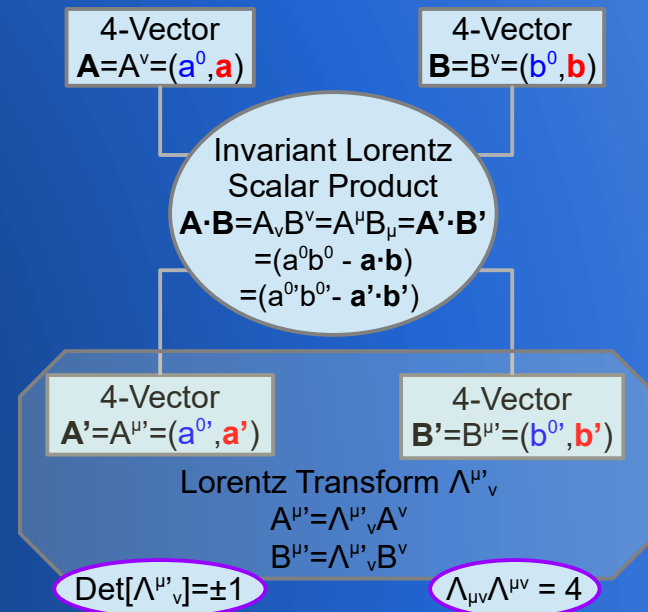 4-Vector
A=Aᵛ=(a⁰,a)
4-Vector
B=Bᵛ=(b⁰,b)
Invariant Lorentz
Scalar Product
A·B=AᵥBᵛ=AᵘBᵤ=A'·B'
=(a⁰b⁰ - a·b)
=(a⁰'b⁰'- a'·b')
4-Vector
A'=Aᵘ'=(a⁰',a')
4-Vector
B'=Bᵘ'=(b⁰',b')
Lorentz Transform Λᵘ'ᵥ
Aᵘ'=Λᵘ'ᵥAᵛ
Bᵘ'=Λᵘ'ᵥBᵛ
Det[Λᵘ'ᵥ]=±1
ΛᵤᵥΛᵘᵛ = 4